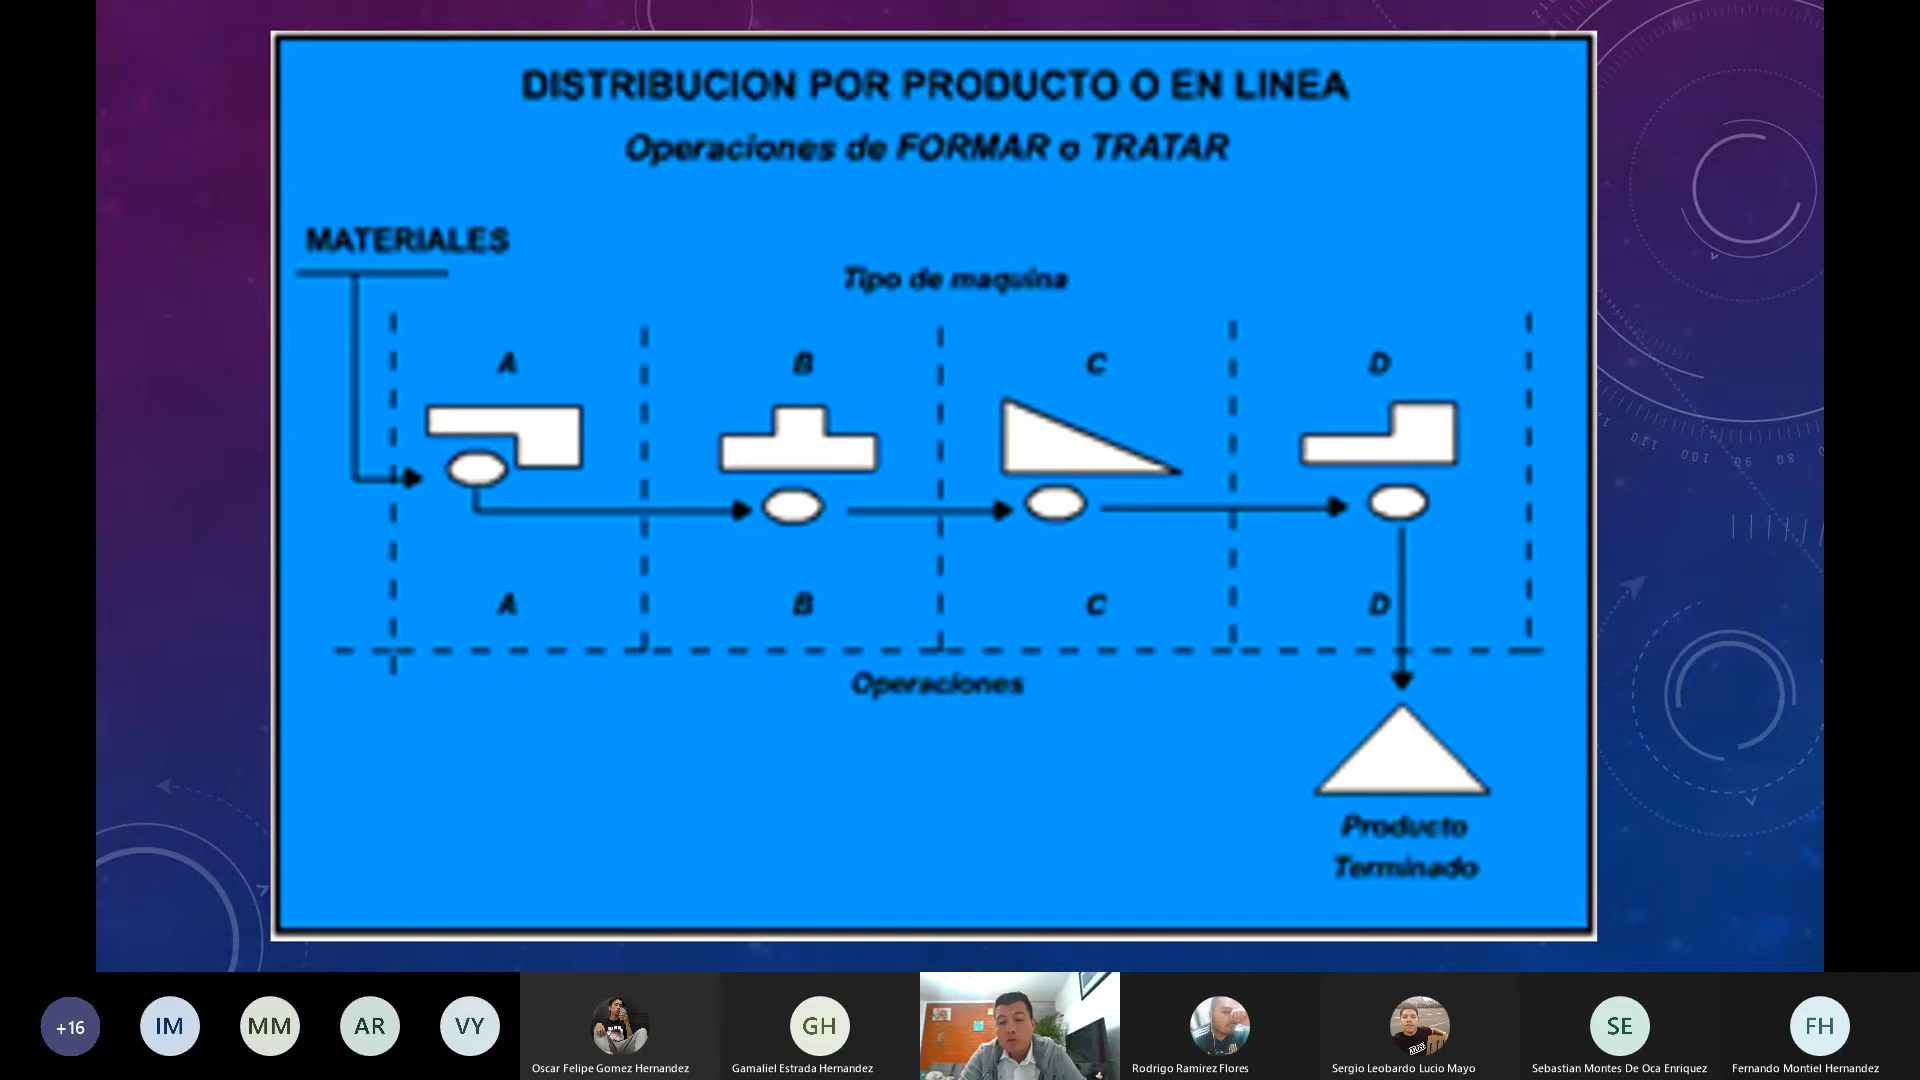 DISTRIBUCION POR PRODUCTO O EN LINEA
Operaciones de FORMAR o TRATAR
MATERIALES
Tipo de maquina
A B C D
A B C D
Operaciones
Producto
Terminado
+16
IM
MM
AR
VY
Oscar Felipe Gomez Hernandez
GH
Gamaliel Estrada Hernandez
Rodrigo Ramirez Flores
Sergio Leobardo Lucio Mayo
SE
Sebastian Montes De Oca Enriquez
FH
Fernando Montiel Hernandez